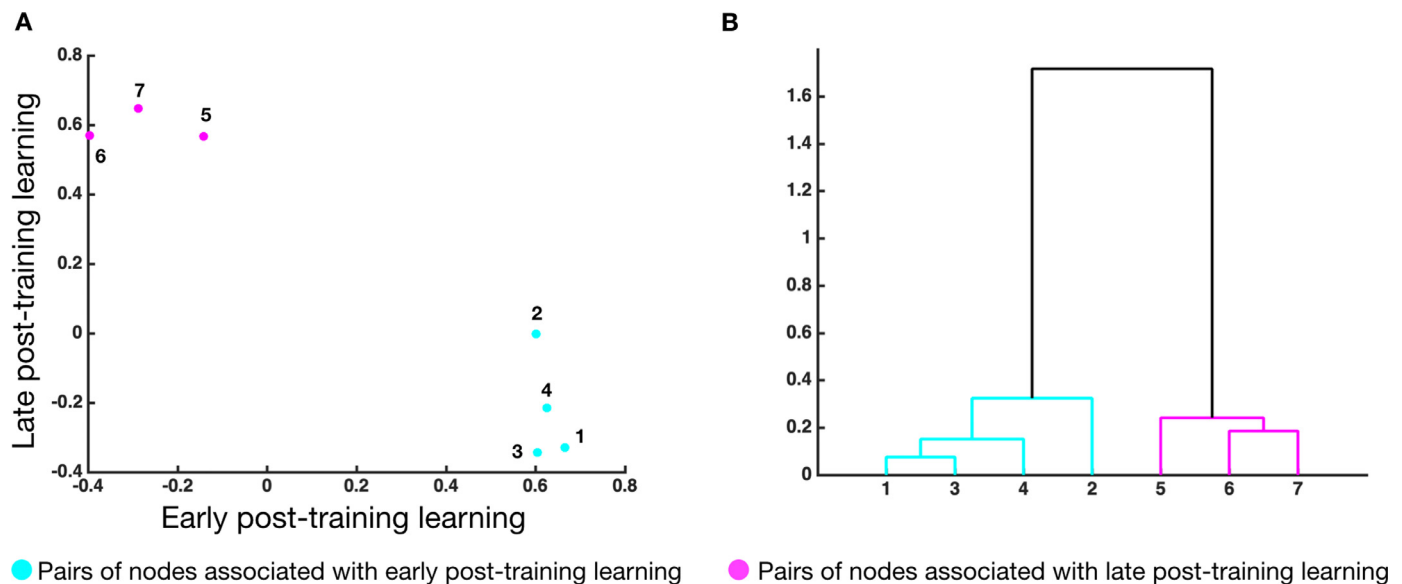 A
B
Late post-training learning
0.8
0.6
0.4
0.2
0
-0.2
-0.4
-0.4 -0.2 0 0.2 0.4 0.6 0.8
Early post-training learning
7
5
6
2
4
1
3
1.6
1.4
1.2
1
0.8
0.6
0.4
0.2
0
1 3 4 2 5 6 7
Pairs of nodes associated with early post-training learning
Pairs of nodes associated with late post-training learning